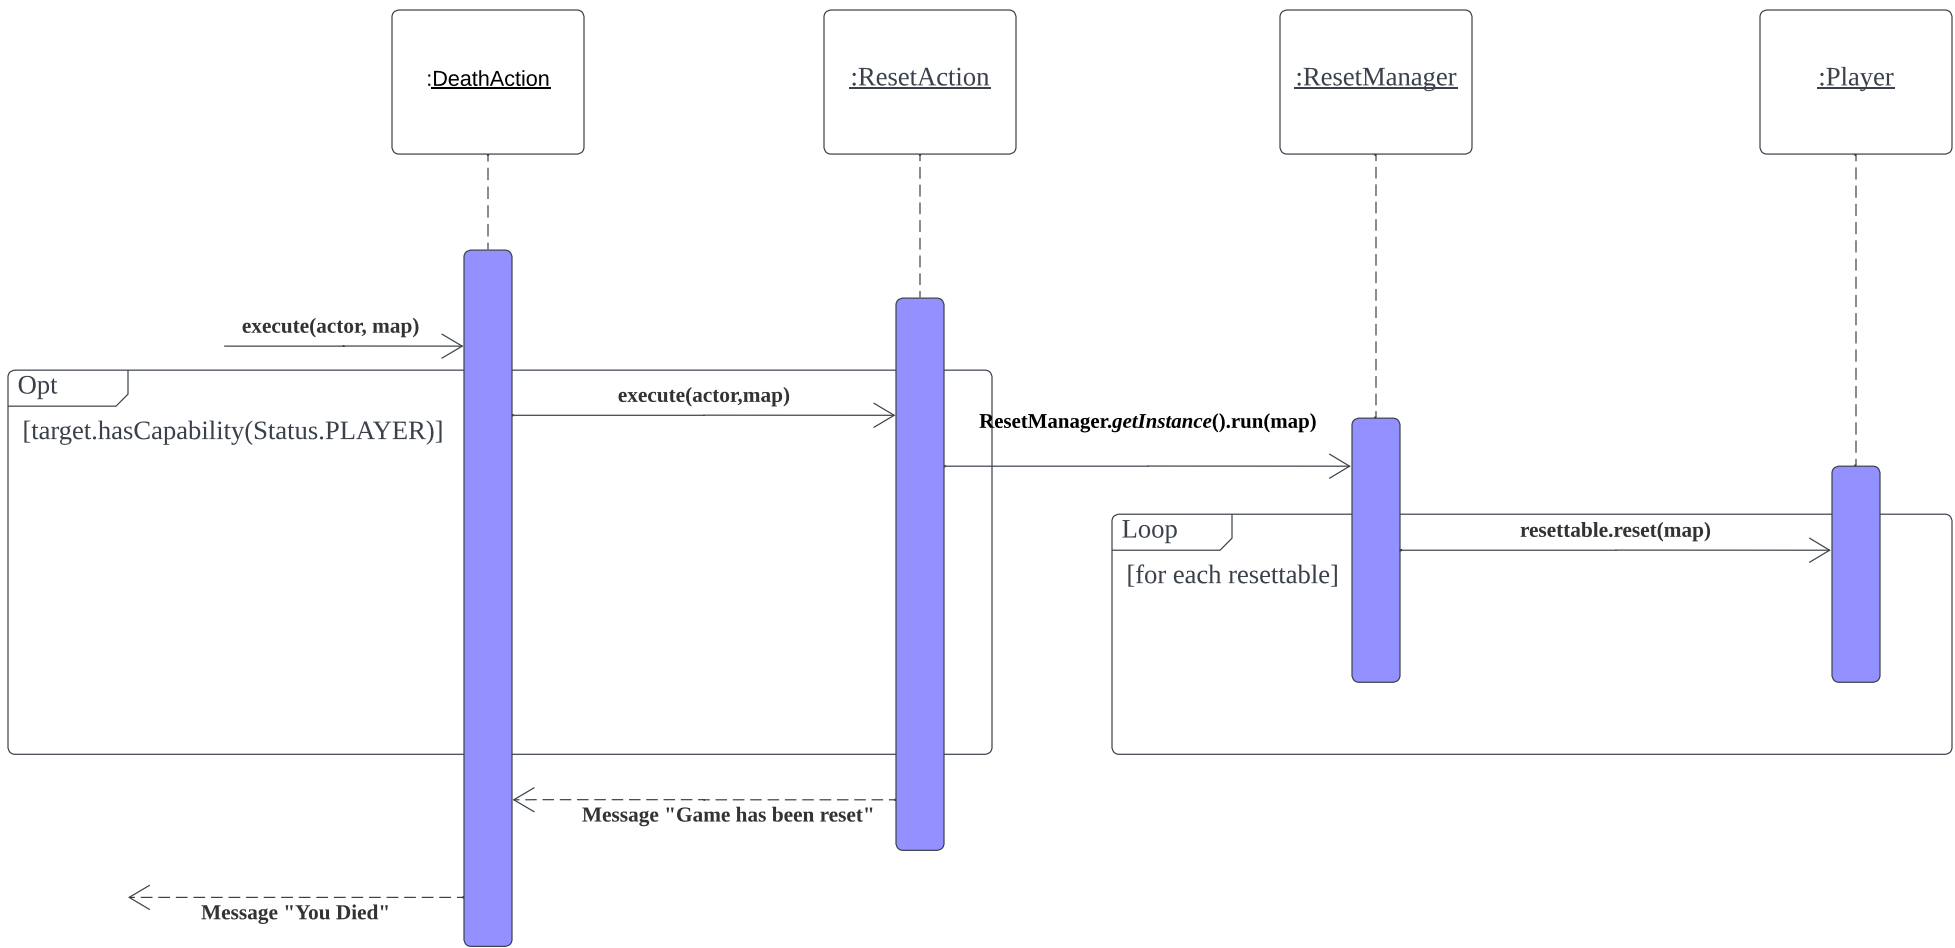 :DeathAction
:ResetAction
:ResetManager
:Player
execute(actor, map)
Opt
[target.hasCapability(Status.PLAYER)]
execute(actor,map)
ResetManager.getInstance().run(map)
Loop
[for each resettable]
resettable.reset(map)
Message "Game has been reset"
Message "You Died"